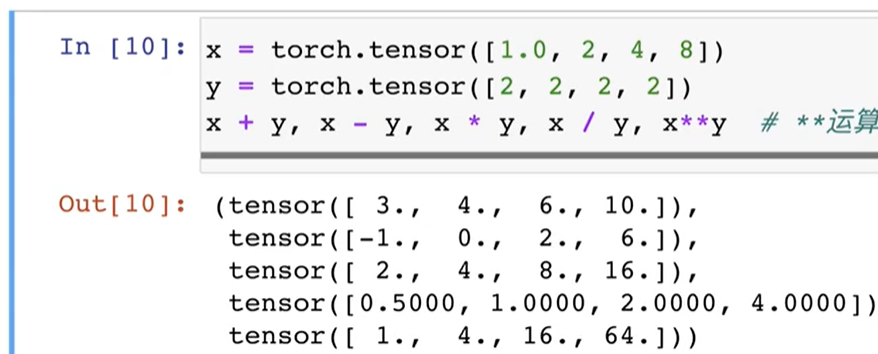 In [10]: x = torch.tensor([1.0, 2, 4, 8])
y = torch.tensor([2, 2, 2, 2])
x + y, x - y, x * y, x / y, x**y  # **运算
Out[10]: (tensor([ 3.,  4.,  6., 10.]),
tensor([-1.,  0.,  2.,  6.]),
tensor([ 2.,  4.,  8., 16.]),
tensor([0.5000, 1.0000, 2.0000, 4.0000])
tensor([ 1.,  4., 16., 64.]))